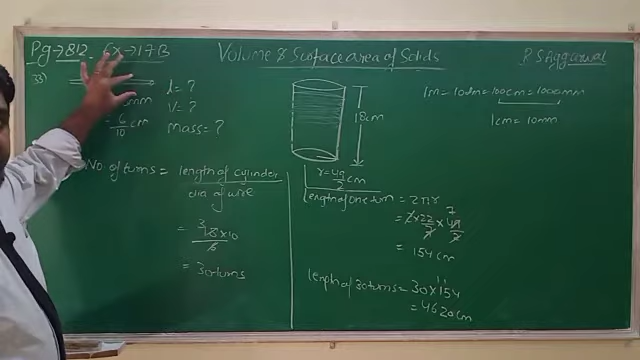 Pg→812 Ex→17B
Volume & Surface area of Solids
R S Aggarwal
33)
l = ?
mm
V = ?
= 6/10 cm
Mass = ?
18cm
r = 49/2 cm
1m = 10dm = 100cm = 1000mm
1cm = 10mm
No. of turns = length of cylinder / dia of wire
= 3 18 × 10 / 6
= 30 turns
length of one turn = 2πr
= 2 × 22/7 × 49/2 7
= 154 cm
length of 30 turns = 30 × 154
= 4620 cm